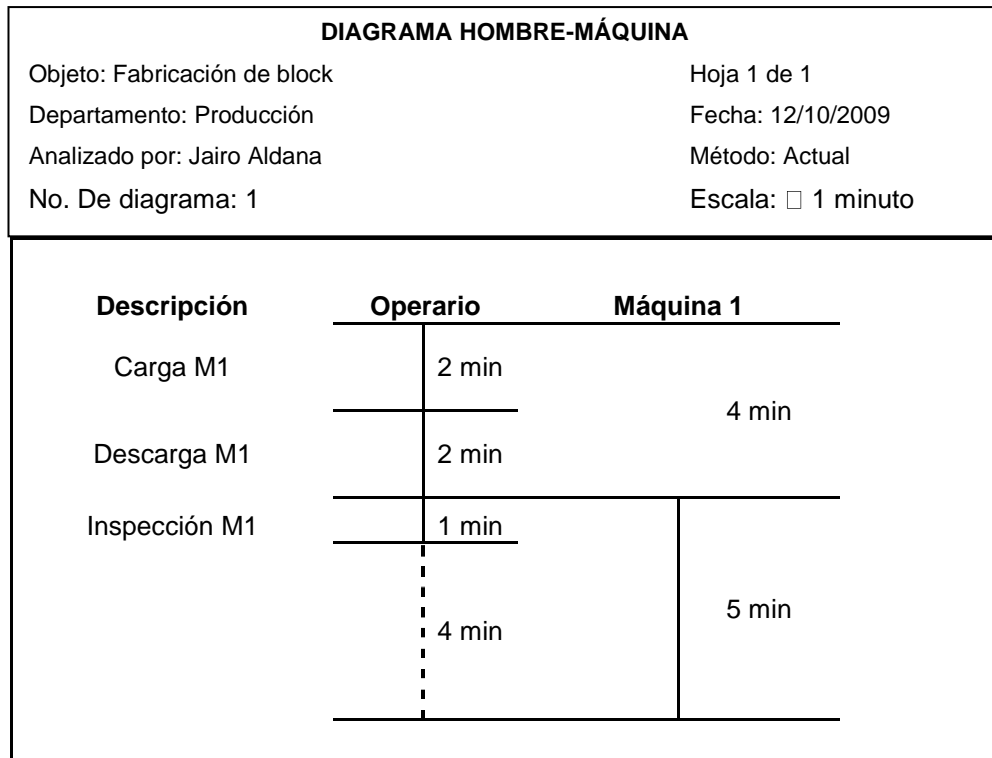 DIAGRAMA HOMBRE-MÁQUINA
Objeto: Fabricación de block Hoja 1 de 1
Departamento: Producción Fecha: 12/10/2009
Analizado por: Jairo Aldana Método: Actual
No. De diagrama: 1 Escala: □ 1 minuto
Descripción Operario Máquina 1
Carga M1 2 min
4 min
Descarga M1 2 min
Inspección M1 1 min
5 min
4 min